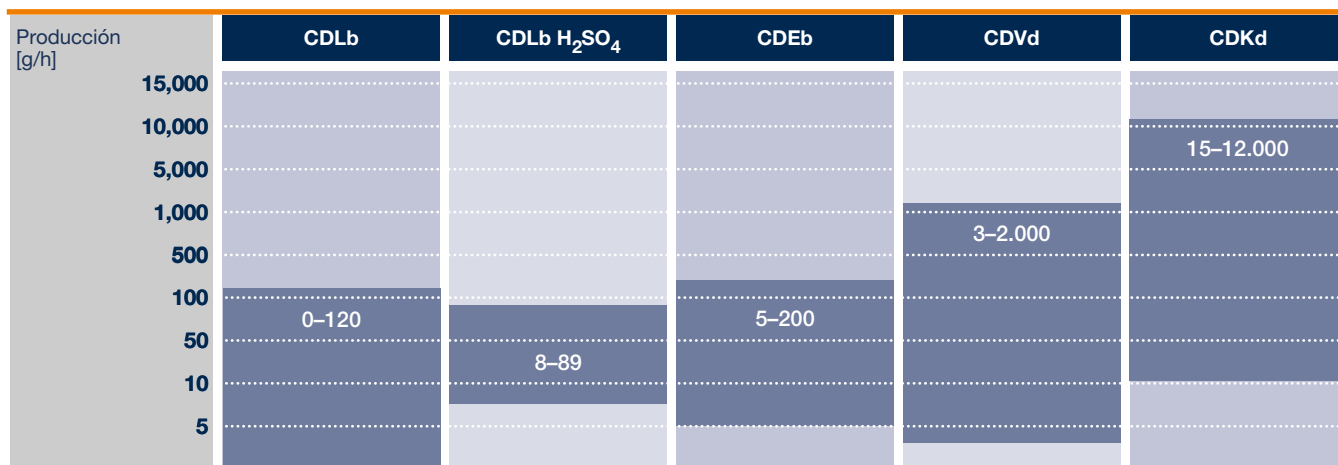 Producción
[g/h]
CDLb
CDLb H₂SO₄
CDEb
CDVd
CDKd
15,000
10,000
5,000
1,000
500
100
50
10
5
0–120
8–89
5–200
3–2.000
15–12.000